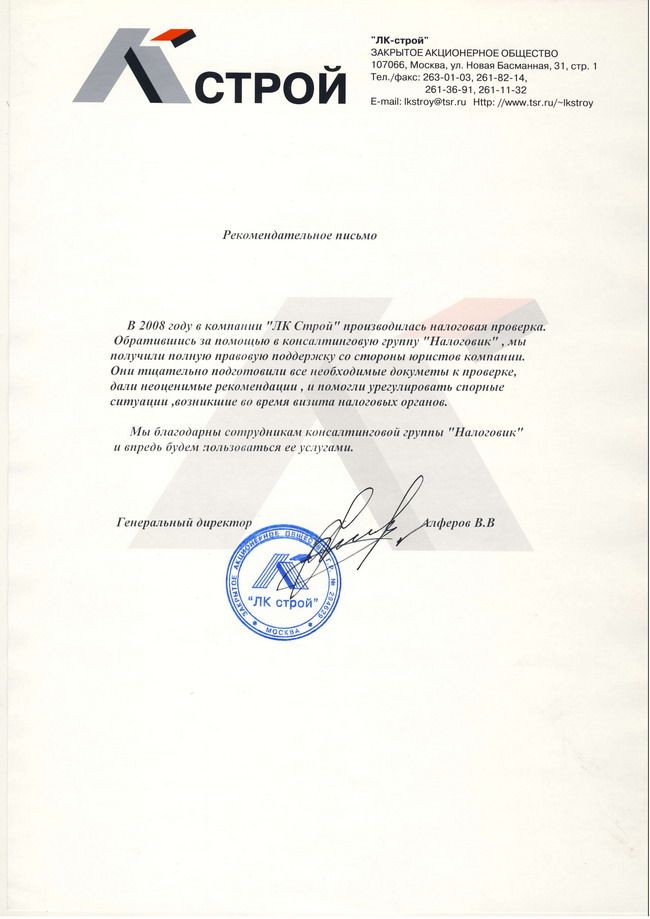 ЛК СТРОЙ
"ЛК-строй"
ЗАКРЫТОЕ АКЦИОНЕРНОЕ ОБЩЕСТВО
107066, Москва, ул. Новая Басманная, 31, стр. 1
Тел./факс: 263-01-03, 261-82-14,
261-36-91, 261-11-32
E-mail: lkstroy@tsr.ru Http: //www.tsr.ru/~lkstroy
Рекомендательное письмо
В 2008 году в компании "ЛК Строй" производилась налоговая проверка.
Обратившись за помощью в консалтинговую группу "Налоговик" , мы
получили полную правовую поддержку со стороны юристов компании.
Они тщательно подготовили все необходимые докуметы к проверке,
дали неоценимые рекомендации , и помогли урегулировать спорные
ситуации ,возникшие во время визита налоговых органов.
Мы благодарны сотрудникам консалтинговой группы "Налоговик"
и впредь будем пользоваться ее услугами.
Генеральный директор Алферов В.В
ЗАКРЫТОЕ АКЦИОНЕРНОЕ ОБЩЕСТВО Г.Р. №
"ЛК строй"
МОСКВА